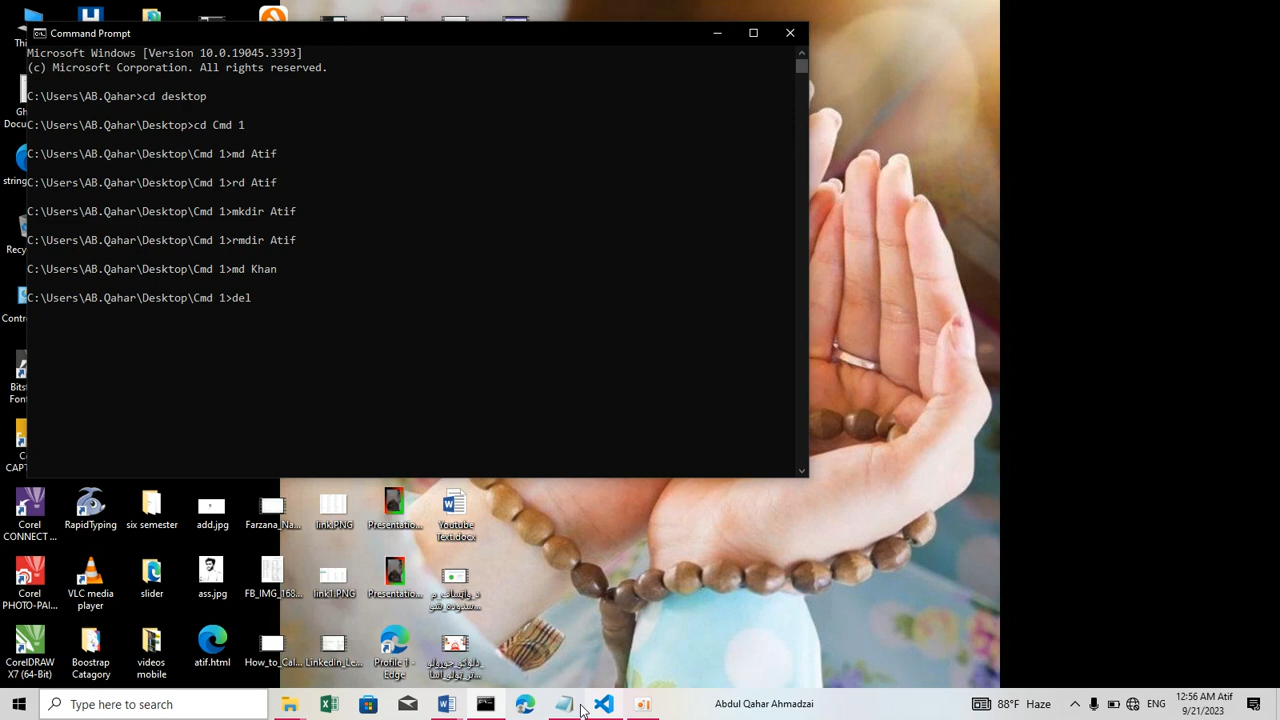 Command Prompt
Microsoft Windows [Version 10.0.19045.3393]
(c) Microsoft Corporation. All rights reserved.
C:\Users\AB.Qahar>cd desktop
C:\Users\AB.Qahar\Desktop>cd Cmd 1
C:\Users\AB.Qahar\Desktop\Cmd 1>md Atif
C:\Users\AB.Qahar\Desktop\Cmd 1>rd Atif
C:\Users\AB.Qahar\Desktop\Cmd 1>mkdir Atif
C:\Users\AB.Qahar\Desktop\Cmd 1>rmdir Atif
C:\Users\AB.Qahar\Desktop\Cmd 1>md Khan
C:\Users\AB.Qahar\Desktop\Cmd 1>del
Corel
CONNECT ...
RapidTyping
six semester
add.jpg
Farzana_Na...
link.PNG
Presentatio...
Youtube
Text.docx
Corel
PHOTO-PAI...
VLC media
player
slider
ass.jpg
FB_IMG_168...
link1.PNG
Presentatio...
CorelDRAW
X7 (64-Bit)
Boostrap
Catagory
videos
mobile
atif.html
How_to_Cal...
LinkedIn_Le...
Profile 1 -
Edge
Type here to search
Abdul Qahar Ahmadzai
88°F Haze
ENG
12:56 Atif
9/21/2023